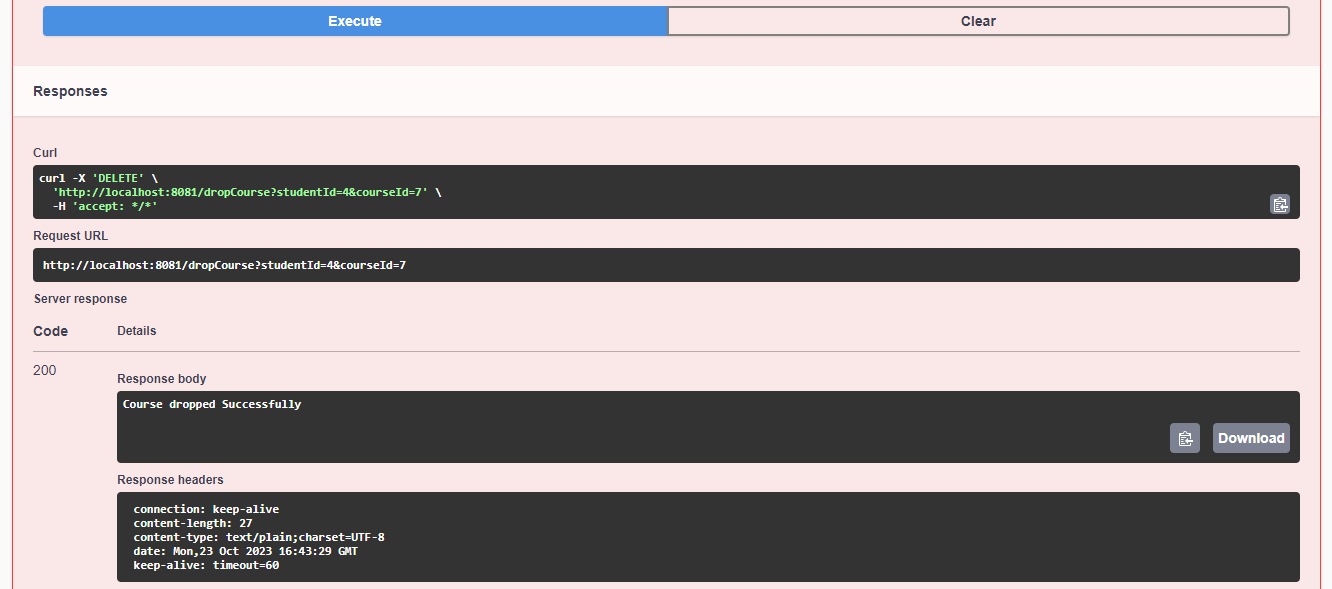 Execute
Clear
Responses
Curl
curl -X 'DELETE' \
  'http://localhost:8081/dropCourse?studentId=4&courseId=7' \
  -H 'accept: */*'
Request URL
http://localhost:8081/dropCourse?studentId=4&courseId=7
Server response
Code Details
200
Response body
Course dropped Successfully
Download
Response headers
connection: keep-alive
content-length: 27
content-type: text/plain;charset=UTF-8
date: Mon,23 Oct 2023 16:43:29 GMT
keep-alive: timeout=60